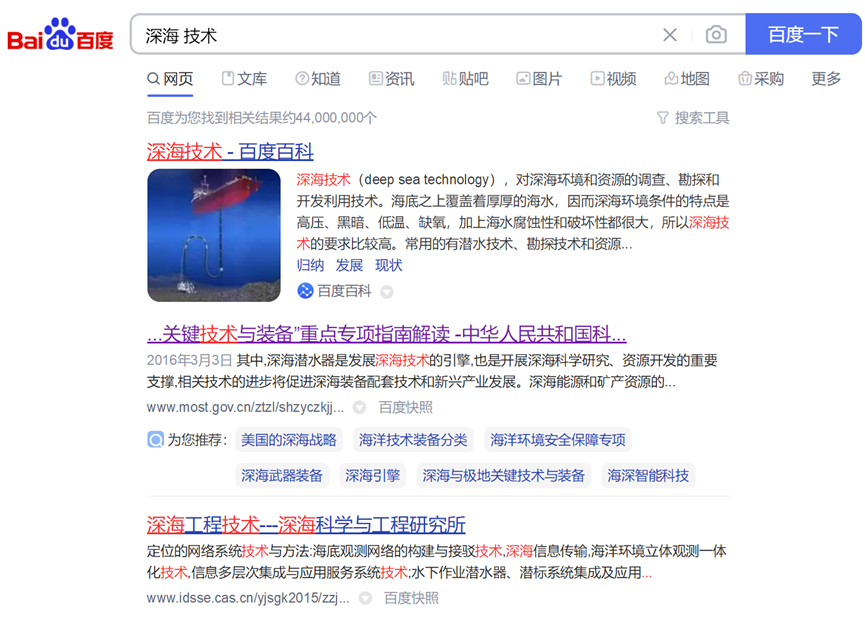 Bai du 百度
深海 技术
百度一下
网页 文库 知道 资讯 贴吧 图片 视频 地图 采购 更多
百度为您找到相关结果约44,000,000个
搜索工具
深海技术 - 百度百科
深海技术（deep sea technology），对深海环境和资源的调查、勘探和
开发利用技术。海底之上覆盖着厚厚的海水，因而深海环境条件的特点是
高压、黑暗、低温、缺氧，加上海水腐蚀性和破坏性都很大，所以深海技
术的要求比较高。常用的有潜水技术、勘探技术和资源...
归纳 发展 现状
百度百科
...关键技术与装备”重点专项指南解读 -中华人民共和国科...
2016年3月3日 其中,深海潜水器是发展深海技术的引擎,也是开展深海科学研究、资源开发的重要
支撑,相关技术的进步将促进深海装备配套技术和新兴产业发展。深海能源和矿产资源的...
www.most.gov.cn/ztzl/shzyczkjj... 百度快照
为您推荐: 美国的深海战略 海洋技术装备分类 海洋环境安全保障专项
深海武器装备 深海引擎 深海与极地关键技术与装备 海深智能科技
深海工程技术---深海科学与工程研究所
定位的网络系统技术与方法:海底观测网络的构建与接驳技术,深海信息传输,海洋环境立体观测一体
化技术,信息多层次集成与应用服务系统技术;水下作业潜水器、潜标系统集成及应用...
www.idsse.cas.cn/yjsgk2015/zzj... 百度快照